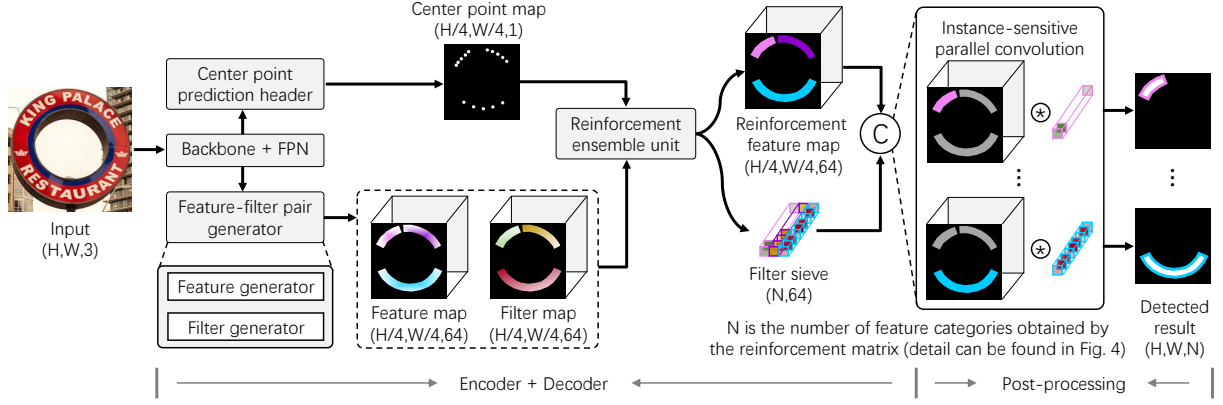 Center point map
(H/4,W/4,1)
Instance-sensitive
parallel convolution
Center point
prediction header
KING PALACE
RESTAURANT
Backbone + FPN
Reinforcement
ensemble unit
Reinforcement
feature map
(H/4,W/4,64)
C
Feature-filter pair
generator
Input
(H,W,3)
Feature generator
Filter generator
Feature map
(H/4,W/4,64)
Filter map
(H/4,W/4,64)
Filter sieve
(N,64)
Detected
result
(H,W,N)
N is the number of feature categories obtained by
the reinforcement matrix (detail can be found in Fig. 4)
Encoder + Decoder
Post-processing